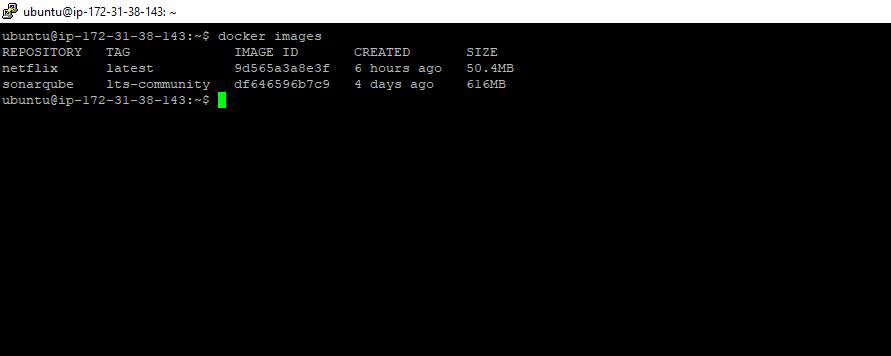 ubuntu@ip-172-31-38-143: ~
ubuntu@ip-172-31-38-143:~$ docker images
REPOSITORY   TAG             IMAGE ID       CREATED       SIZE
netflix      latest          9d565a3a8e3f   6 hours ago   50.4MB
sonarqube    lts-community   df646596b7c9   4 days ago    616MB
ubuntu@ip-172-31-38-143:~$